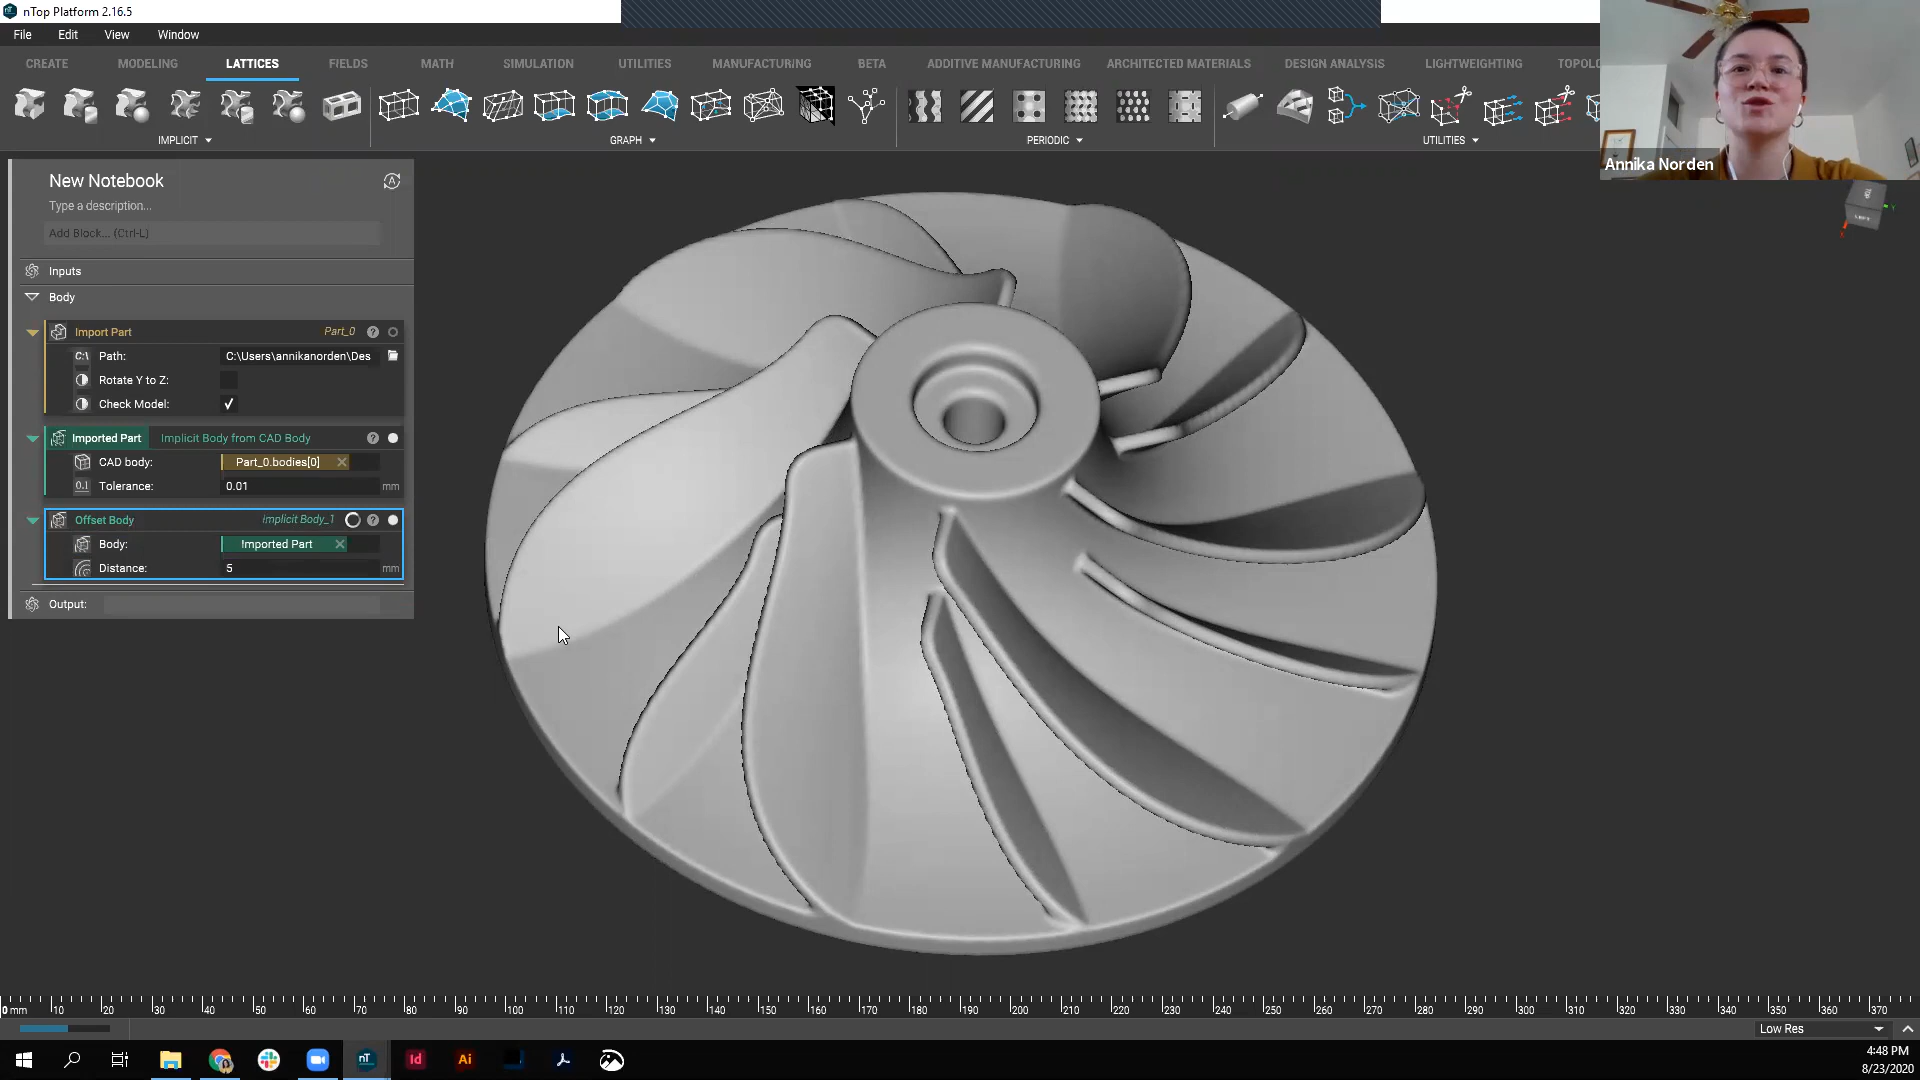 nTop Platform 2.16.5
File Edit View Window
CREATE MODELING LATTICES FIELDS MATH SIMULATION UTILITIES MANUFACTURING BETA ADDITIVE MANUFACTURING ARCHITECTED MATERIALS DESIGN ANALYSIS LIGHTWEIGHTING TOPOL
IMPLICIT GRAPH PERIODIC UTILITIES
Annika Norden
New Notebook
Type a description...
Add Block... (Ctrl-L)
Inputs
Body
Import Part Part_0
C:\ Path: C:\Users\annikanorden\Des
Rotate Y to Z:
Check Model:
Imported Part Implicit Body from CAD Body
CAD body: Part_0.bodies[0]
0.1 Tolerance: 0.01 mm
Offset Body Implicit Body_1
Body: Imported Part
Distance: 5 mm
Output:
0 mm 10 20 30 40 50 60 70 80 90 100 110 120 130 140 150 160 170 180 190 200 210 220 230 240 250 260 270 280 290 300 310 320 330 340 350 360 370
Low Res
nT Id Ai
4:48 PM
8/23/2020